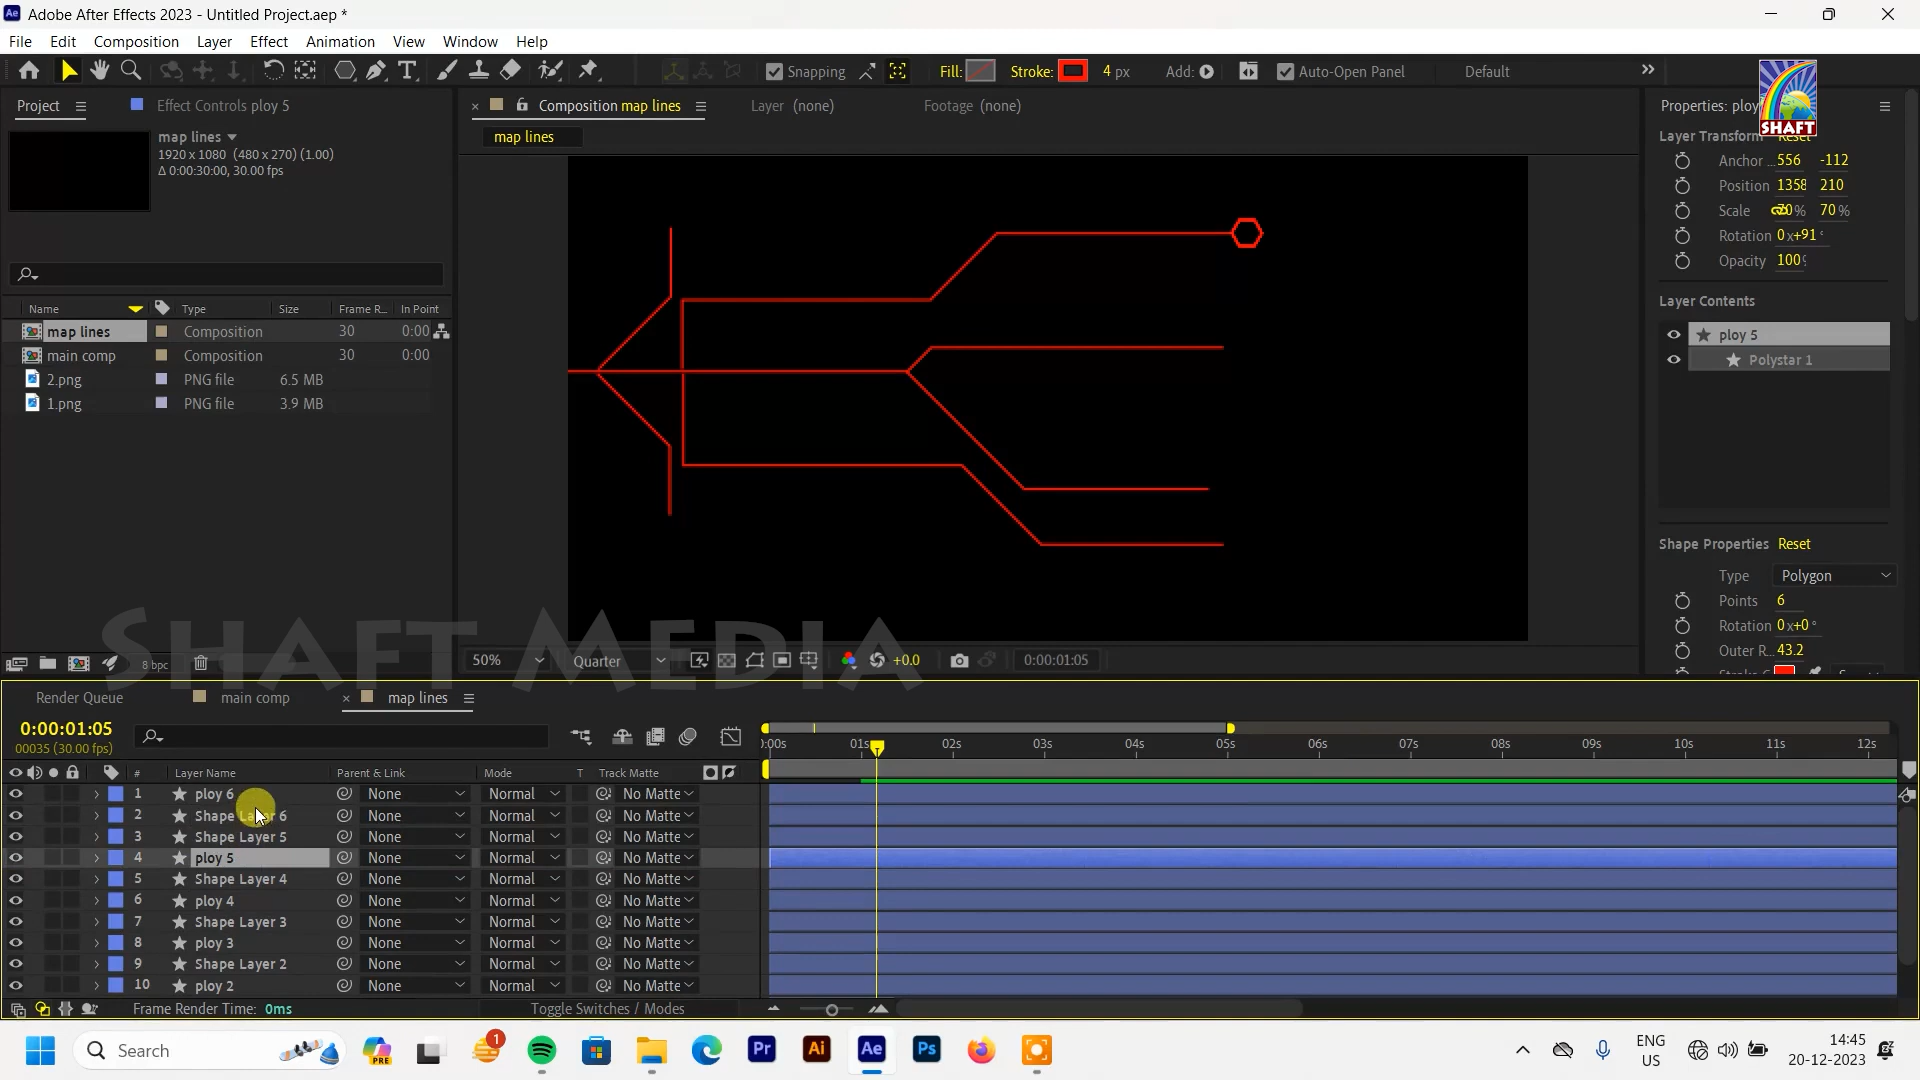 Adobe After Effects 2023 - Untitled Project.aep *
File Edit Composition Layer Effect Animation View Window Help
Snapping Fill: Stroke: 4 px Add: Auto-Open Panel Default
Project Effect Controls ploy 5 Composition map lines Layer (none) Footage (none) Properties: ploy
SHAFT
map lines
1920 x 1080 (480 x 270) (1.00)
Δ 0:00:30:00, 30.00 fps
map lines
Layer Transform Reset
Anchor ... 556 -112
Position 1358 210
Scale 70% 70%
Rotation 0x+91°
Opacity 100
Layer Contents
ploy 5
Polystar 1
Name Type Size Frame R... In Point
map lines Composition 30 0:00
main comp Composition 30 0:00
2.png PNG file 6.5 MB
1.png PNG file 3.9 MB
Shape Properties Reset
Type Polygon
Points 6
Rotation 0x+0°
Outer R... 43.2
SHAFT MEDIA
8 bpc
50% Quarter +0.0 0:00:01:05
Render Queue main comp map lines
0:00:01:05
00035 (30.00 fps)
01s 02s 03s 04s 05s 06s 07s 08s 09s 10s 11s 12s
# Layer Name Parent & Link Mode T Track Matte
1 ploy 6 None Normal No Matte
2 Shape Layer 6 None Normal No Matte
3 Shape Layer 5 None Normal No Matte
4 ploy 5 None Normal No Matte
5 Shape Layer 4 None Normal No Matte
6 ploy 4 None Normal No Matte
7 Shape Layer 3 None Normal No Matte
8 ploy 3 None Normal No Matte
9 Shape Layer 2 None Normal No Matte
10 ploy 2 None Normal No Matte
Frame Render Time: 0ms Toggle Switches / Modes
Search PRE 1 Pr Ai Ae Ps
ENG
US
14:45
20-12-2023